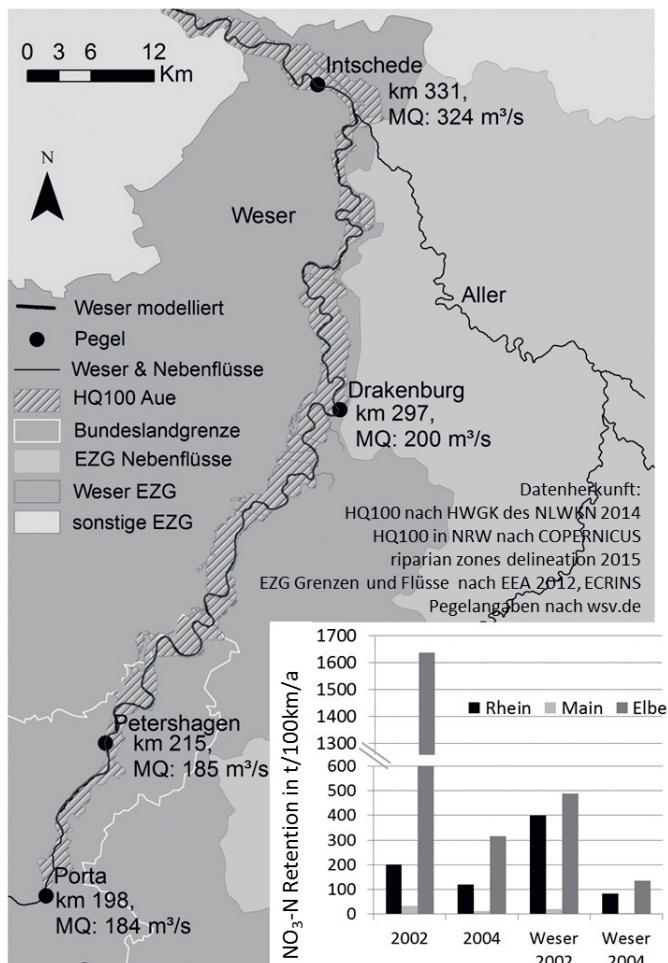 0 3 6 12
Km
Intschede
km 331,
MQ: 324 m³/s
N
Weser
Aller
Weser modelliert
Pegel
Weser & Nebenflüsse
HQ100 Aue
Bundeslandgrenze
EZG Nebenflüsse
Weser EZG
sonstige EZG
Drakenburg
km 297,
MQ: 200 m³/s
Datenherkunft:
HQ100 nach HWGK des NLWKN 2014
HQ100 in NRW nach COPERNICUS
riparian zones delineation 2015
EZG Grenzen und Flüsse nach EEA 2012, ECRINS
Pegelangaben nach wsv.de
Petershagen
km 215,
MQ: 185 m³/s
Porta
km 198,
MQ: 184 m³/s
NO₃-N Retention in t/100km/a
1700
1600
1500
1400
1300
600
500
400
300
200
100
0
Rhein Main Elbe
2002 2004 Weser Weser
2002 2004